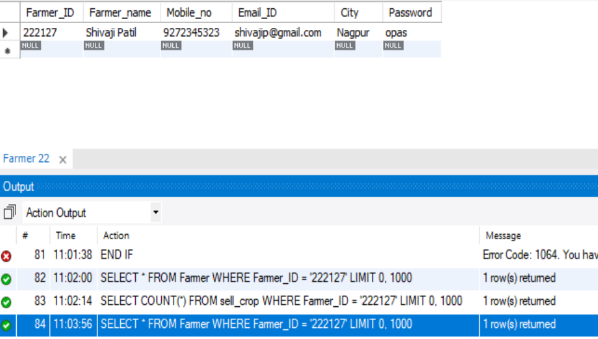 Farmer_ID Farmer_name Mobile_no Email_ID City Password
222127 Shivaji Patil 9272345323 shivajip@gmail.com Nagpur opas
NULL NULL NULL NULL NULL NULL
Farmer 22 x
Output
Action Output
# Time Action Message
81 11:01:38 END IF Error Code: 1064. You hav
82 11:02:00 SELECT * FROM Farmer WHERE Farmer_ID = '222127' LIMIT 0, 1000 1 row(s) returned
83 11:02:14 SELECT COUNT(*) FROM sell_crop WHERE Farmer_ID = '222127' LIMIT 0, 1000 1 row(s) returned
84 11:03:56 SELECT * FROM Farmer WHERE Farmer_ID = '222127' LIMIT 0, 1000 1 row(s) returned